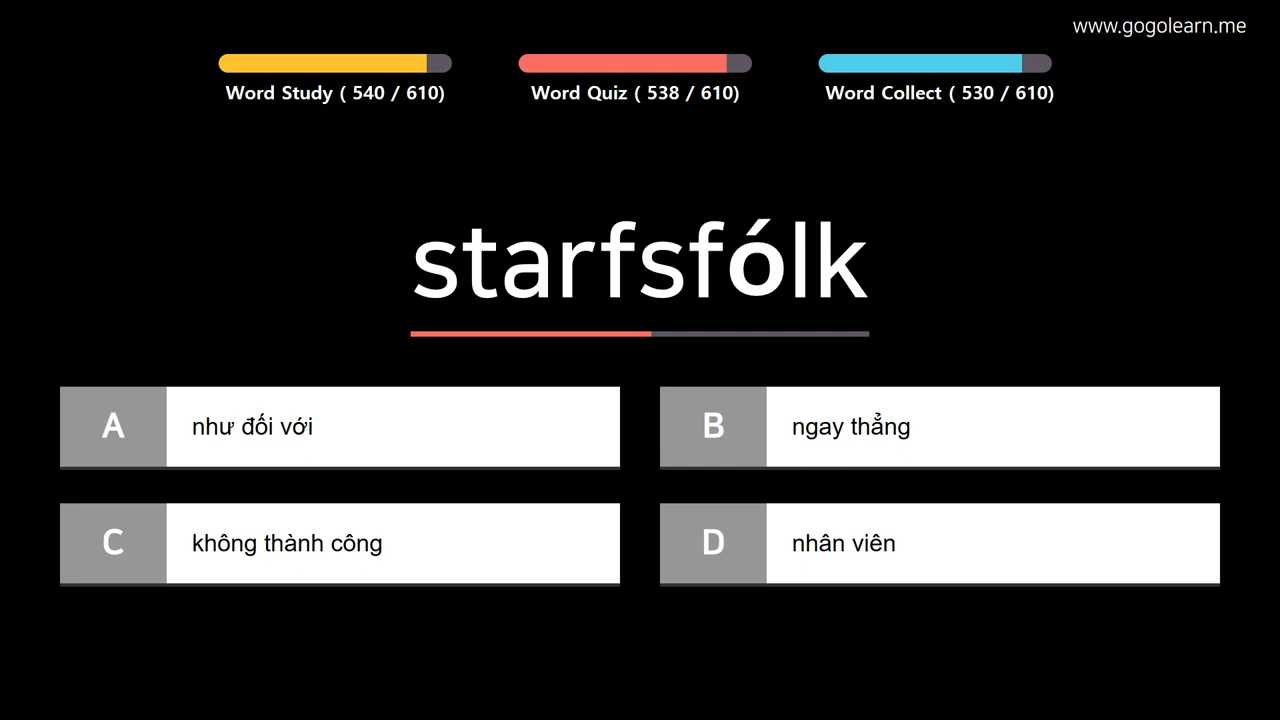 www.gogolearn.me
Word Study ( 540 / 610)
Word Quiz ( 538 / 610)
Word Collect ( 530 / 610)
starfsfólk
A như đối với
B ngay thẳng
C không thành công
D nhân viên